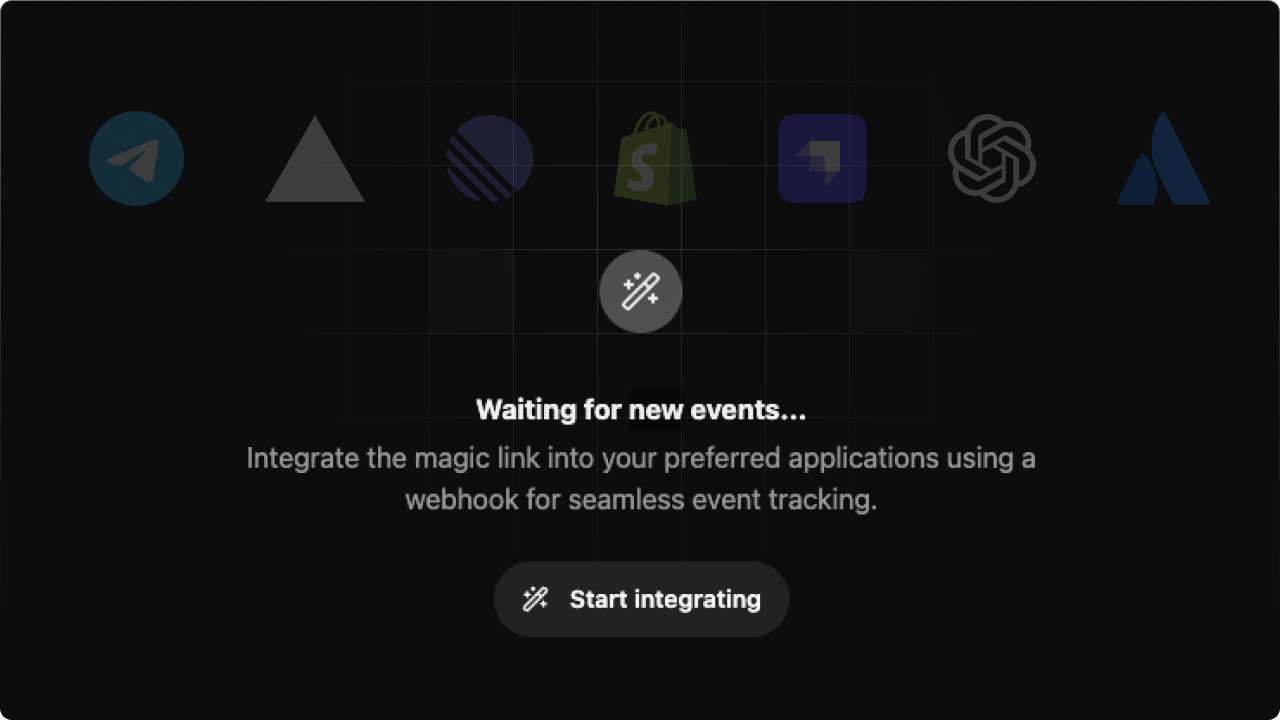 Waiting for new events...
Integrate the magic link into your preferred applications using a
webhook for seamless event tracking.
Start integrating